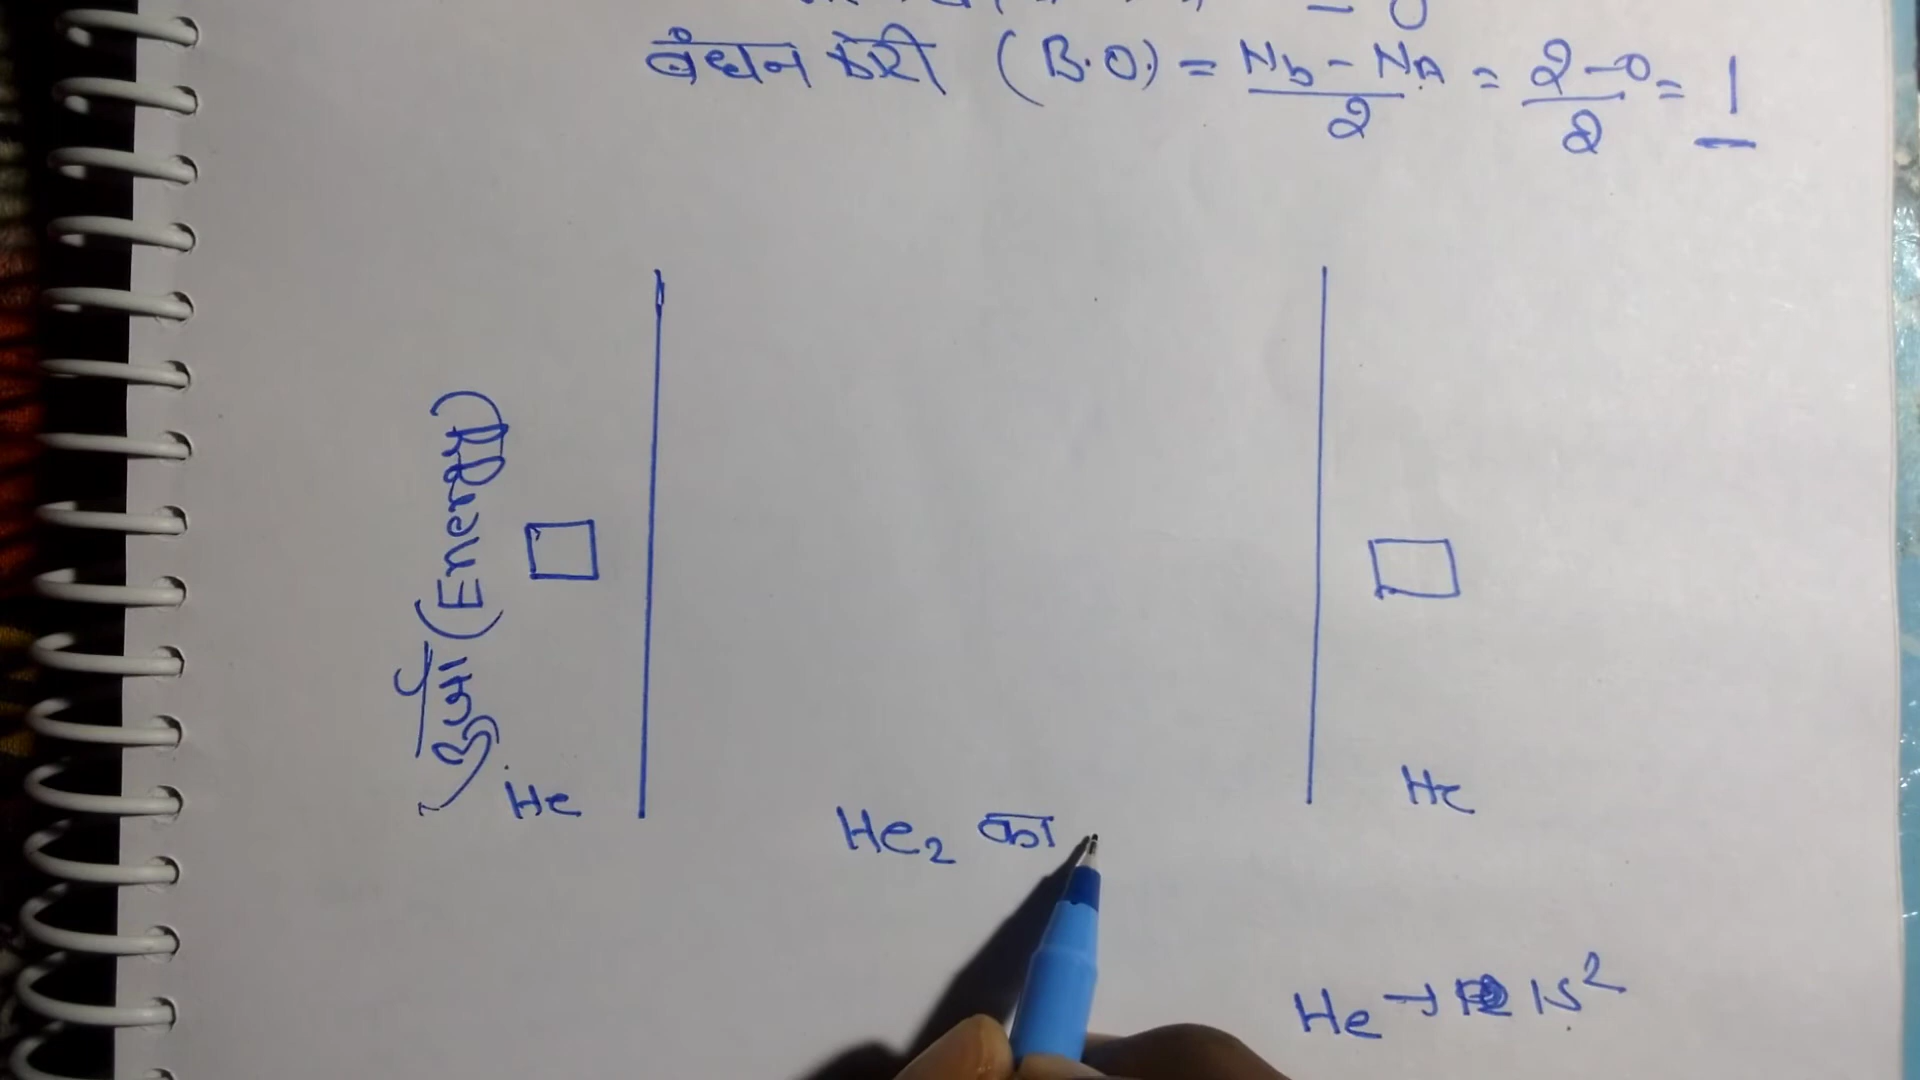 बंधन क्रेरी (B.O.) = Nb - NA / 2 = 2-0 / 2 = 1
ऊर्जा (Energy)
He
He
He₂ का
He → 1s²